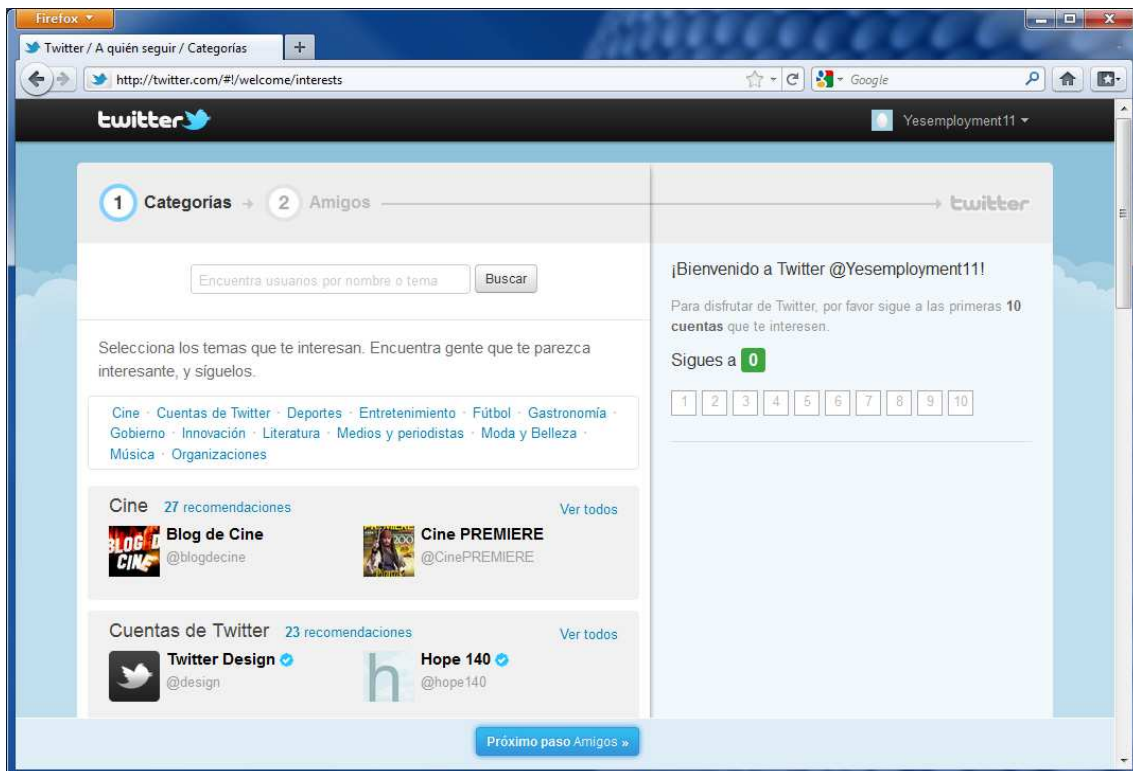 Firefox
Twitter / A quién seguir / Categorías
http://twitter.com/#!/welcome/interests
Google
twitter
Yesemployment11
1 Categorías → 2 Amigos → twitter
Encuentra usuarios por nombre o tema
Buscar
Selecciona los temas que te interesan. Encuentra gente que te parezca
interesante, y síguelos.
Cine · Cuentas de Twitter · Deportes · Entretenimiento · Fútbol · Gastronomía ·
Gobierno · Innovación · Literatura · Medios y periodistas · Moda y Belleza ·
Música · Organizaciones
Cine 27 recomendaciones Ver todos
BLOG D
CINE
Blog de Cine
@blogdecine
200
Cine PREMIERE
@CinePREMIERE
Cuentas de Twitter 23 recomendaciones Ver todos
Twitter Design
@design
h
Hope 140
@hope140
¡Bienvenido a Twitter @Yesemployment11!
Para disfrutar de Twitter, por favor sigue a las primeras 10
cuentas que te interesen.
Sigues a 0
1 2 3 4 5 6 7 8 9 10
Próximo paso Amigos »